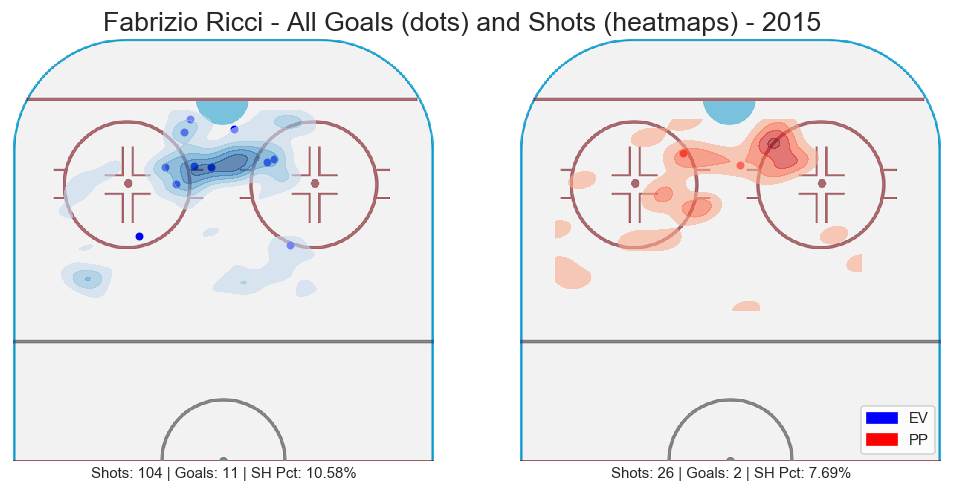 Fabrizio Ricci - All Goals (dots) and Shots (heatmaps) - 2015
EV
PP
Shots: 104 | Goals: 11 | SH Pct: 10.58%
Shots: 26 | Goals: 2 | SH Pct: 7.69%